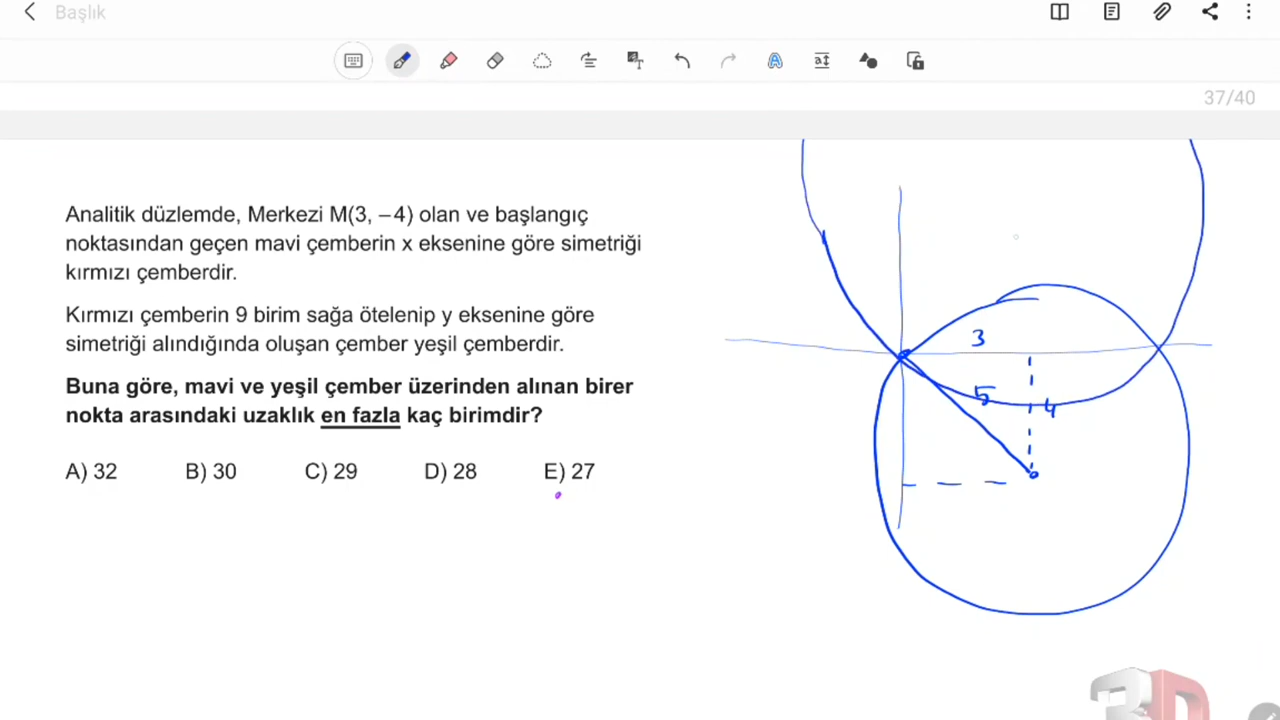 Başlık
37/40
Analitik düzlemde, Merkezi M(3, −4) olan ve başlangıç
noktasından geçen mavi çemberin x eksenine göre simetriği
kırmızı çemberdir.
Kırmızı çemberin 9 birim sağa ötelenip y eksenine göre
simetriği alındığında oluşan çember yeşil çemberdir.
Buna göre, mavi ve yeşil çember üzerinden alınan birer
nokta arasındaki uzaklık en fazla kaç birimdir?
A) 32 B) 30 C) 29 D) 28 E) 27
3
5
4
3D